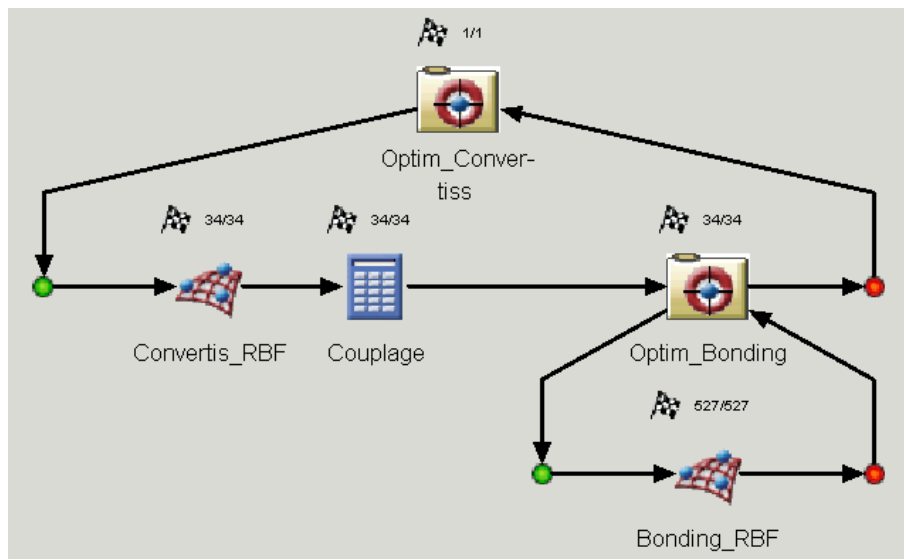 1/1
Optim_Conver-
tiss
34/34
34/34
34/34
Convertis_RBF
Couplage
Optim_Bonding
527/527
Bonding_RBF